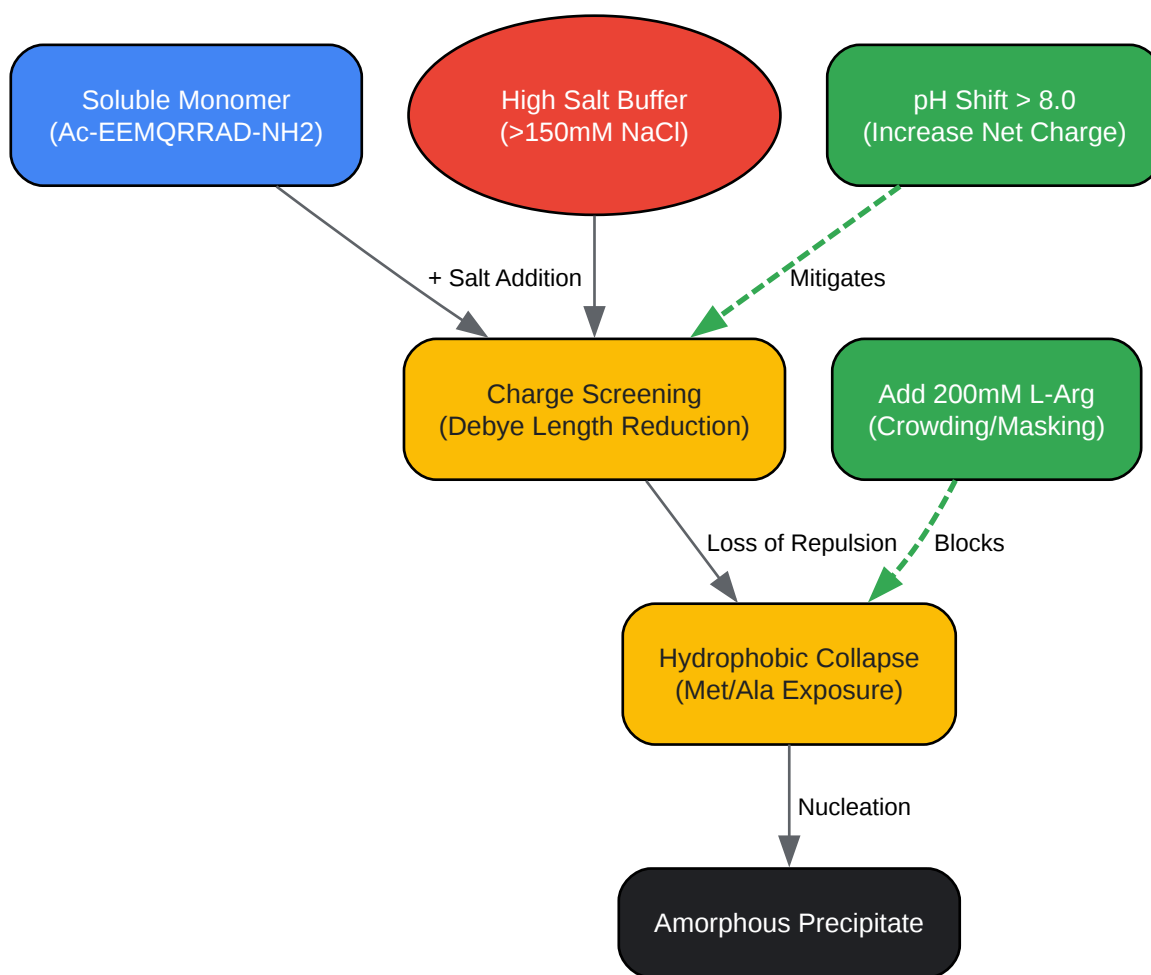 Soluble Monomer
(Ac-EEMQRRAD-NH2)
High Salt Buffer
(>150mM NaCl)
pH Shift > 8.0
(Increase Net Charge)
+ Salt Addition
Mitigates
Charge Screening
(Debye Length Reduction)
Add 200mM L-Arg
(Crowding/Masking)
Loss of Repulsion
Blocks
Hydrophobic Collapse
(Met/Ala Exposure)
Nucleation
Amorphous Precipitate